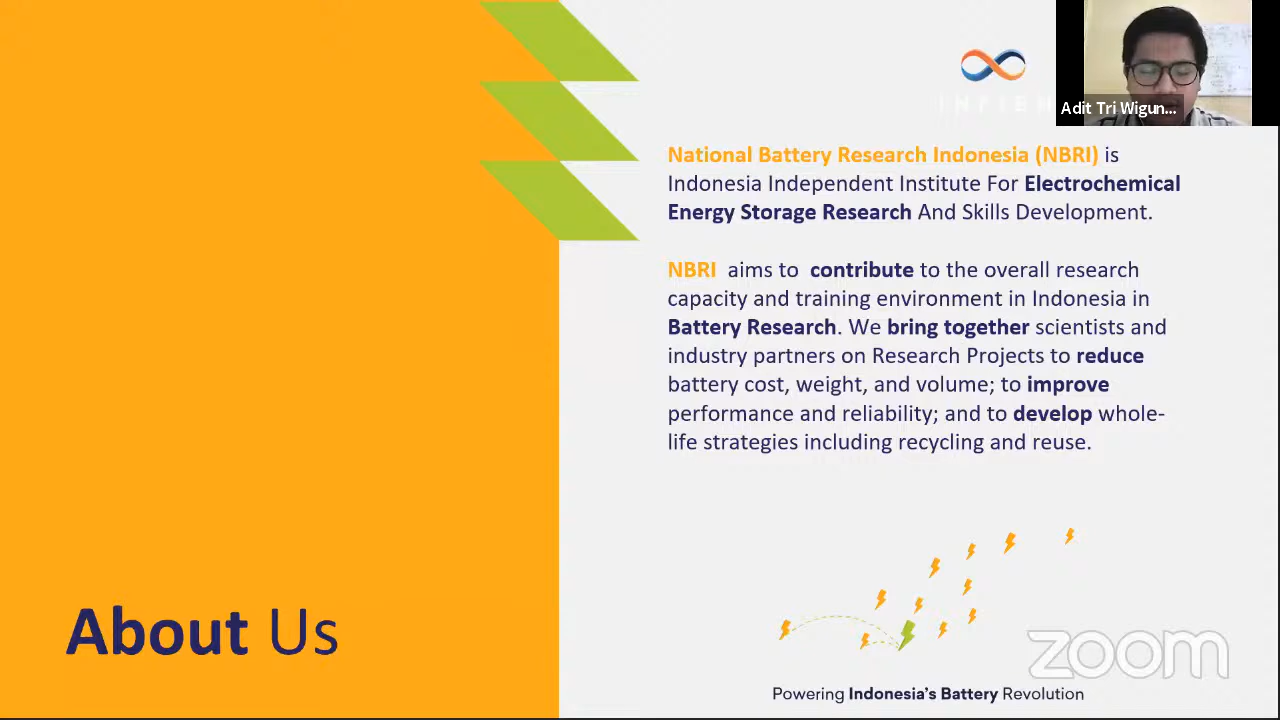 Adit Tri Wigun...
National Battery Research Indonesia (NBRI) is
Indonesia Independent Institute For Electrochemical
Energy Storage Research And Skills Development.
NBRI aims to contribute to the overall research
capacity and training environment in Indonesia in
Battery Research. We bring together scientists and
industry partners on Research Projects to reduce
battery cost, weight, and volume; to improve
performance and reliability; and to develop whole-
life strategies including recycling and reuse.
About Us
zoom
Powering Indonesia's Battery Revolution